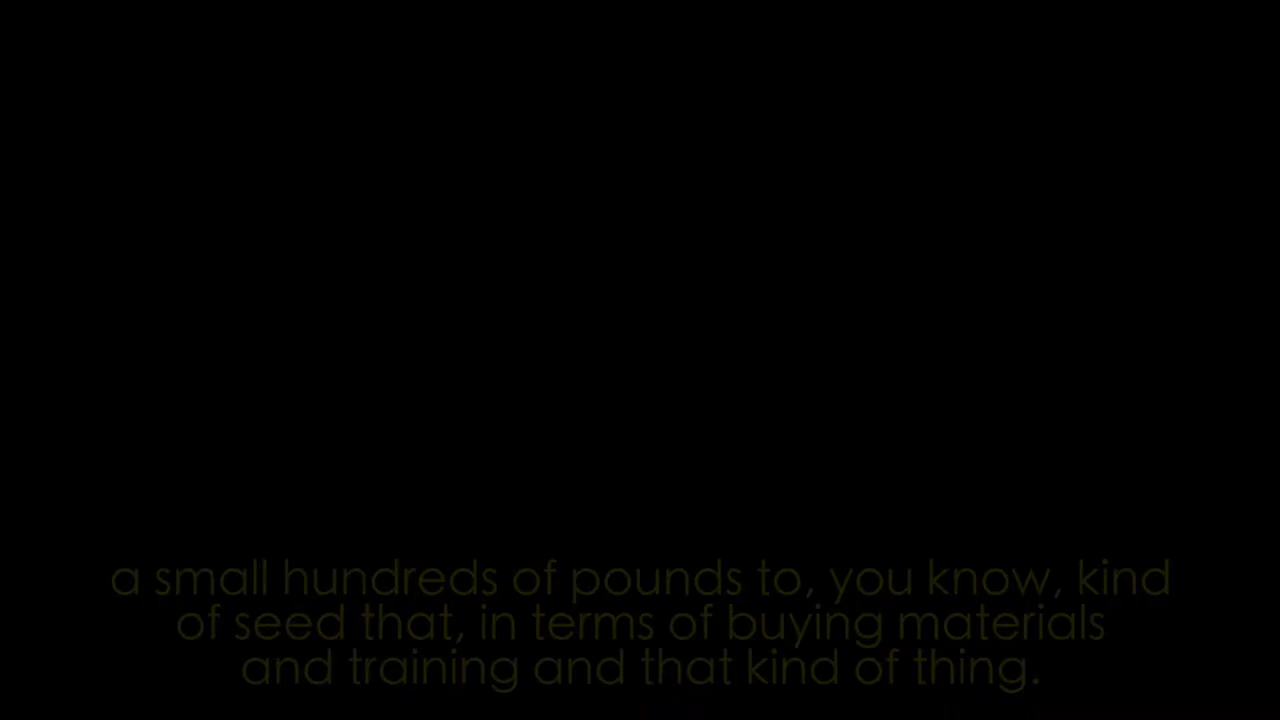 a small hundreds of pounds to, you know, kind
of seed that, in terms of buying materials
and training and that kind of thing.